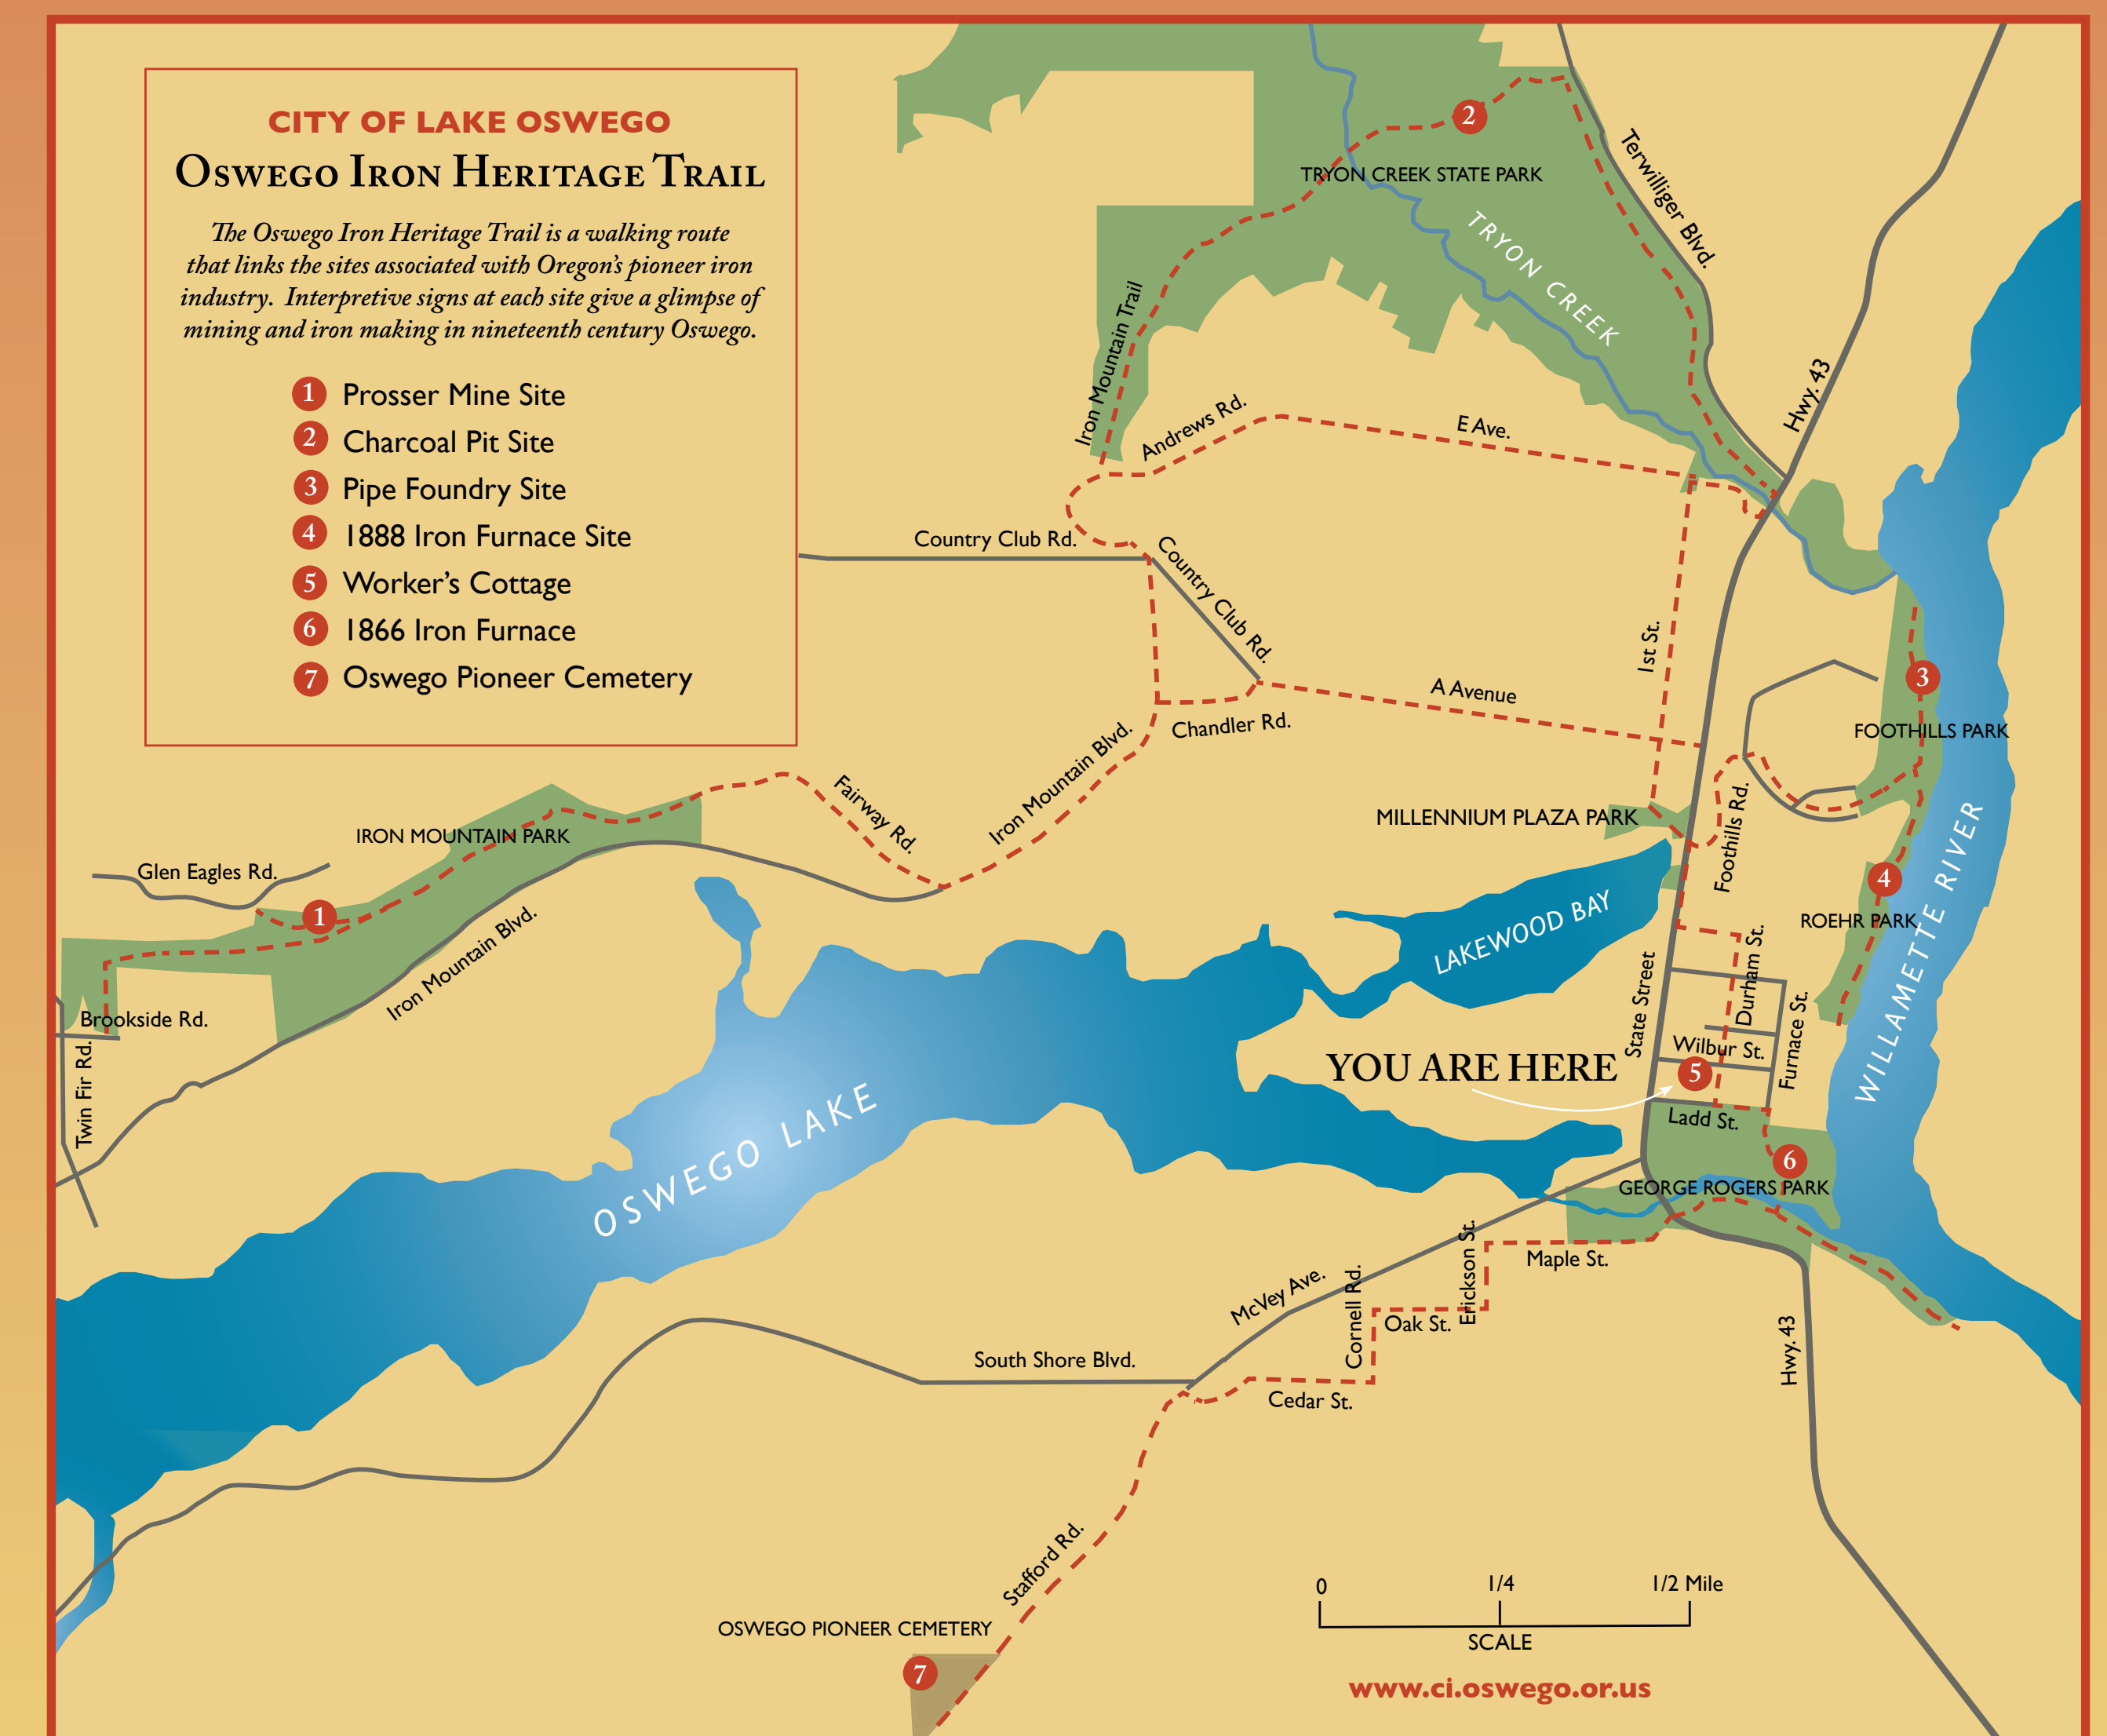 CITY OF LAKE OSWEGO
OSWEGO IRON HERITAGE TRAIL
The Oswego Iron Heritage Trail is a walking route
that links the sites associated with Oregon's pioneer iron
industry. Interpretive signs at each site give a glimpse of
mining and iron making in nineteenth century Oswego.
1 Prosser Mine Site
2 Charcoal Pit Site
3 Pipe Foundry Site
4 1888 Iron Furnace Site
5 Worker's Cottage
6 1866 Iron Furnace
7 Oswego Pioneer Cemetery
2
TRYON CREEK STATE PARK
Terwilliger Blvd.
TRYON CREEK
Iron Mountain Trail
Hwy. 43
Andrews Rd.
E Ave.
Country Club Rd.
Country Club Rd.
1st St.
3
A Avenue
Chandler Rd.
FOOTHILLS PARK
Iron Mountain Blvd.
Fairway Rd.
MILLENNIUM PLAZA PARK
Foothills Rd.
IRON MOUNTAIN PARK
Glen Eagles Rd.
1
4
LAKEWOOD BAY
ROEHR PARK
WILLAMETTE RIVER
Iron Mountain Blvd.
State Street
Durham St.
Brookside Rd.
Furnace St.
Wilbur St.
YOU ARE HERE
5
Twin Fir Rd.
Ladd St.
OSWEGO LAKE
6
GEORGE ROGERS PARK
Erickson St.
Maple St.
McVey Ave.
Cornell Rd.
Oak St.
Hwy. 43
South Shore Blvd.
Cedar St.
Stafford Rd.
0 1/4 1/2 Mile
SCALE
OSWEGO PIONEER CEMETERY
7
www.ci.oswego.or.us